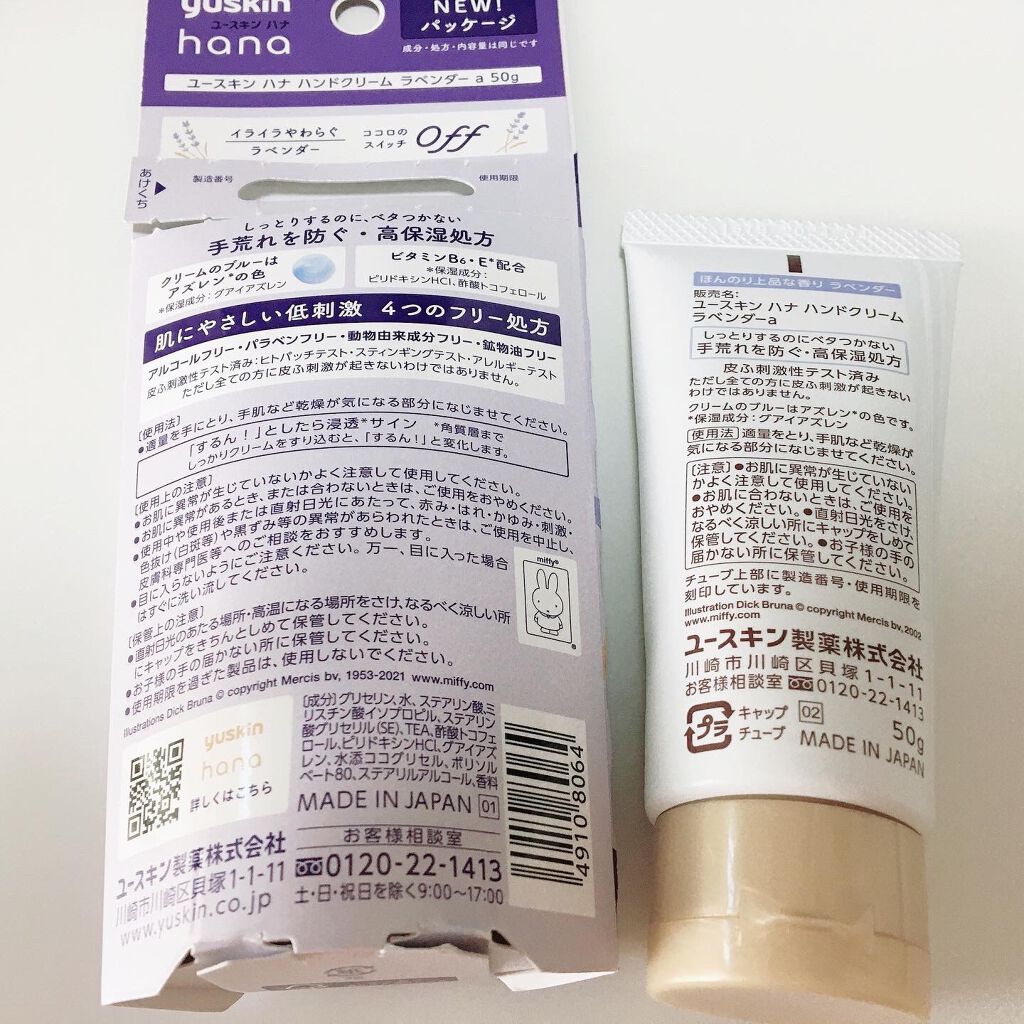 yuskin
ユースキン ハナ
hana
NEW!
パッケージ
成分・処方・内容量は同じです
ユースキン ハナ ハンドクリーム ラベンダー a 50g
イライラやわらぐ
ラベンダー
ココロの
スイッチ
Off
あけくち
製造番号
使用期限
しっとりするのに、ベタつかない
手荒れを防ぐ・高保湿処方
クリームのブルーは
アズレン*の色
*保湿成分:グアイアズレン
ビタミンB6・E*配合
*保湿成分:
ピリドキシンHCl、酢酸トコフェロール
肌にやさしい低刺激 4つのフリー処方
アルコールフリー・パラベンフリー・動物由来成分フリー・鉱物油フリー
皮ふ刺激性テスト済み:ヒトパッチテスト・スティンギングテスト・アレルギーテスト
ただし全ての方に皮ふ刺激が起きないわけではありません。
[使用法]
●適量を手にとり、手肌など乾燥が気になる部分になじませてください。
「するん!」としたら浸透*サイン *角質層まで
しっかりクリームをすり込むと、「するん!」と変化します。
[使用上の注意]
●お肌に異常が生じていないかよく注意して使用してください。
●お肌に異常があるとき、または合わないときは、ご使用をおやめください。
●使用中や使用後または直射日光にあたって、赤み・はれ・かゆみ・刺激・
色抜け(白斑等)や黒ずみ等の異常があらわれたときは、ご使用を中止し、
皮膚科専門医等へのご相談をおすすめします。
●目に入らないようにご注意ください。万一、目に入った場合
はすぐに洗い流してください。
[保管上の注意]
●直射日光のあたる場所・高温になる場所をさけ、なるべく涼しい所
にキャップをきちんとしめて保管してください。
●お子様の手の届かない所に保管してください。
●使用期限を過ぎた製品は、使用しないでください。
Illustrations Dick Bruna © copyright Mercis bv, 1953-2021 www.miffy.com
miffy®
yuskin
hana
詳しくはこちら
[成分]グリセリン、水、ステアリン酸、ミ
リスチン酸イソプロピル、ステアリン
酸グリセリル(SE)、TEA、酢酸トコフェ
ロール、ピリドキシンHCl、グアイアズ
レン、水添ココグリセリル、ポリソル
ベート80、ステアリルアルコール、香料
MADE IN JAPAN 01
ユースキン製薬株式会社
川崎市川崎区貝塚1-1-11
www.yuskin.co.jp
お客様相談室
0120-22-1413
土・日・祝日を除く9:00~17:00
4910 8064
ほんのり上品な香り ラベンダー
販売名:
ユースキン ハナ ハンドクリーム
ラベンダーa
しっとりするのにベタつかない
手荒れを防ぐ・高保湿処方
皮ふ刺激性テスト済み
ただし全ての方に皮ふ刺激が起きない
わけではありません。
クリームのブルーはアズレン*の色です。
*保湿成分:グアイアズレン
[使用法]適量をとり、手肌など乾燥が
気になる部分になじませてください。
[注意]●お肌に異常が生じていない
かよく注意して使用してください。
●お肌に合わないときは、ご使用を
おやめください。●直射日光をさけ、
なるべく涼しい所にキャップをしめて
保管してください。●お子様の手の
届かない所に保管してください。
チューブ上部に製造番号・使用期限を
刻印しています。
Illustration Dick Bruna © copyright Mercis bv, 2002
www.miffy.com
ユースキン製薬株式会社
川崎市川崎区貝塚1-1-11
お客様相談室 0120-22-1413
プラ
キャップ 02
チューブ
50g
MADE IN JAPAN